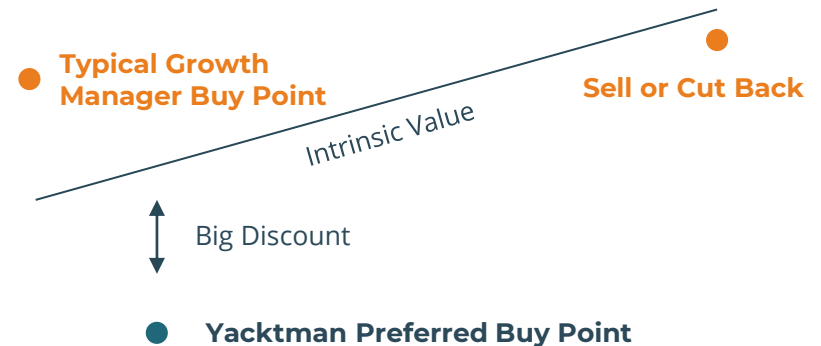 Typical Growth
Manager Buy Point
Sell or Cut Back
Intrinsic Value
Big Discount
Yacktman Preferred Buy Point